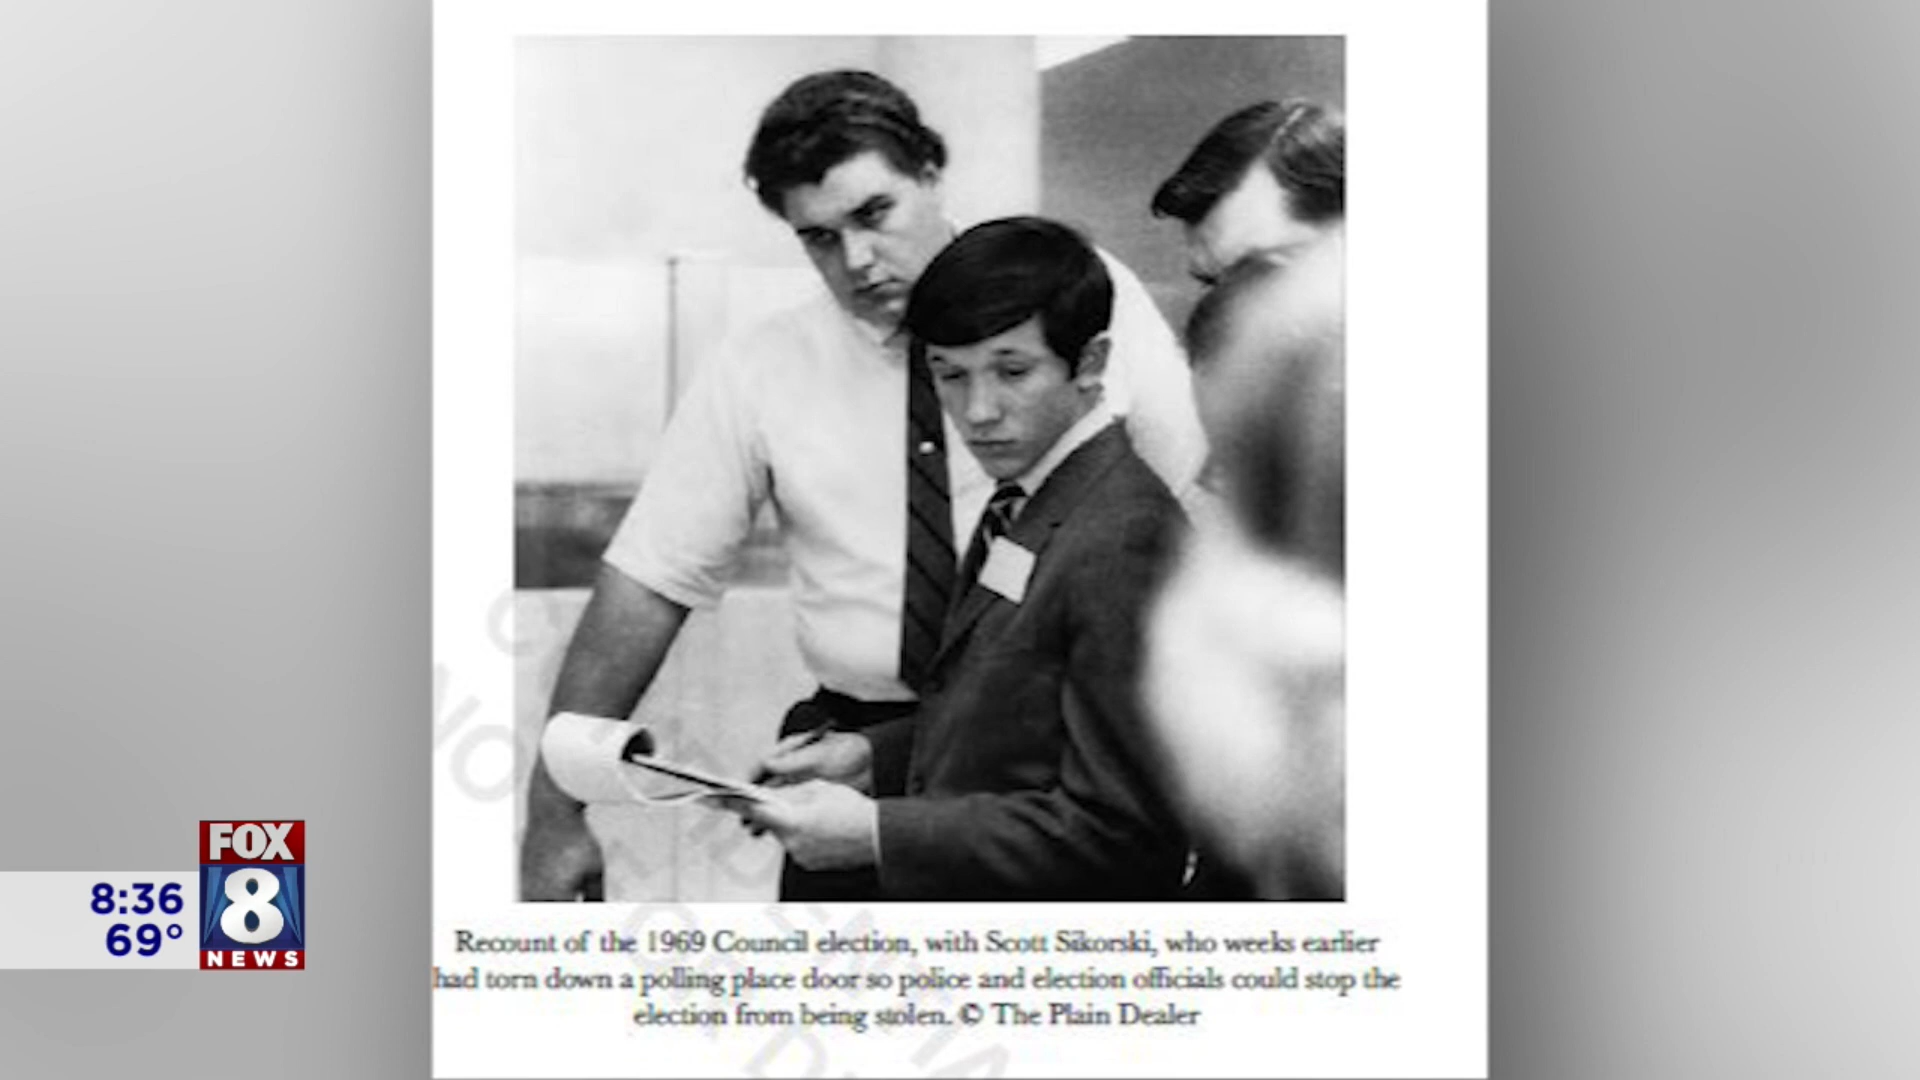 Recount of the 1969 Council election, with Scott Sikorski, who weeks earlier
had torn down a polling place door so police and election officials could stop the
election from being stolen. © The Plain Dealer
8:36
69°
FOX
8
NEWS